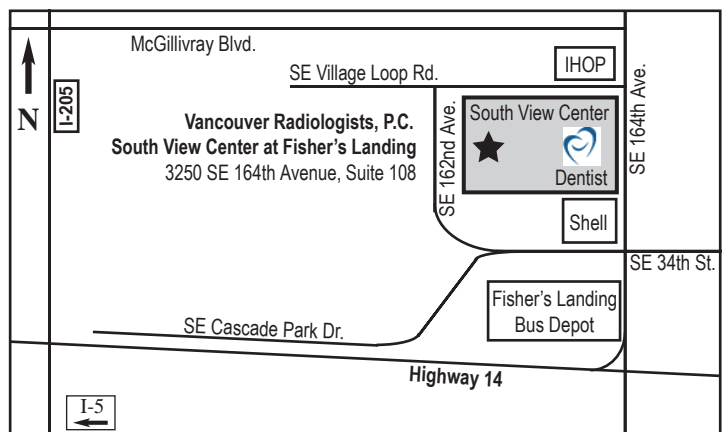 McGillivray Blvd.
IHOP
SE Village Loop Rd.
N
I-205
Vancouver Radiologists, P.C.
South View Center at Fisher's Landing
3250 SE 164th Avenue, Suite 108
SE 162nd Ave.
South View Center
Dentist
SE 164th Ave.
Shell
SE 34th St.
Fisher's Landing
Bus Depot
SE Cascade Park Dr.
Highway 14
I-5